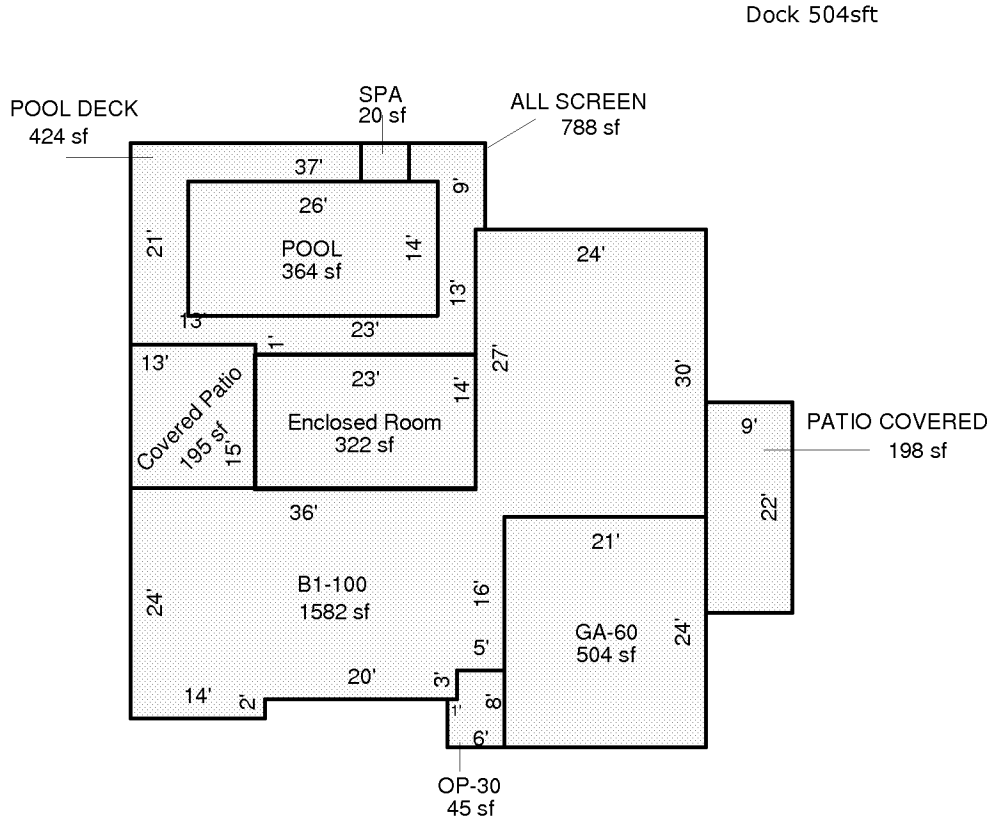 Dock 504sft
SPA
20 sf
POOL DECK
424 sf
ALL SCREEN
788 sf
37'
9'
26'
21'
POOL
364 sf
14'
24'
13'
13'
23'
1'
13'
27'
30'
23'
14'
Covered Patio
195 sf
15'
Enclosed Room
322 sf
9'
PATIO COVERED
198 sf
22'
36'
21'
B1-100
1582 sf
24'
16'
GA-60
504 sf
24'
5'
20'
3'
14'
2'
1'
8'
6'
OP-30
45 sf